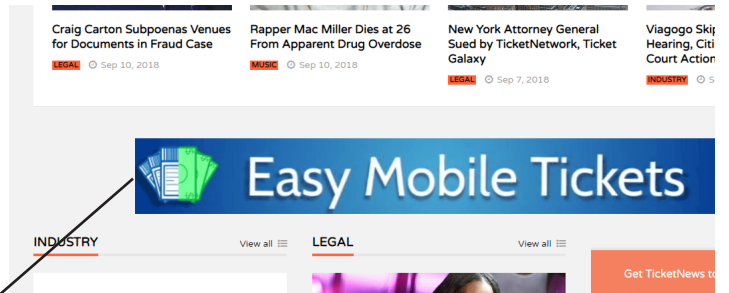 Craig Carton Subpoenas Venues
for Documents in Fraud Case
LEGAL Sep 10, 2018
Rapper Mac Miller Dies at 26
From Apparent Drug Overdose
MUSIC Sep 10, 2018
New York Attorney General
Sued by TicketNetwork, Ticket
Galaxy
LEGAL Sep 7, 2018
Viagogo Skip
Hearing, Citi
Court Action
INDUSTRY S
Easy Mobile Tickets
INDUSTRY View all
LEGAL View all
Get TicketNews to